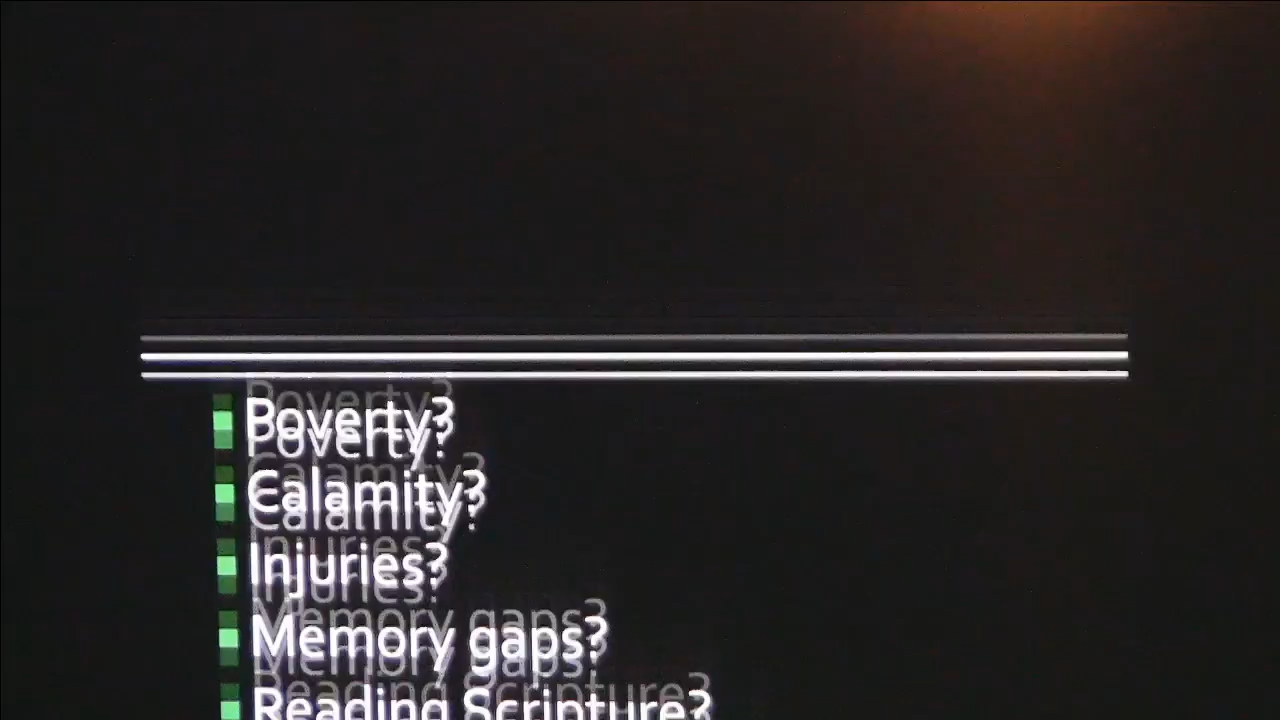 Poverty?
Calamity?
Injuries?
Memory gaps?
Reading Scripture?